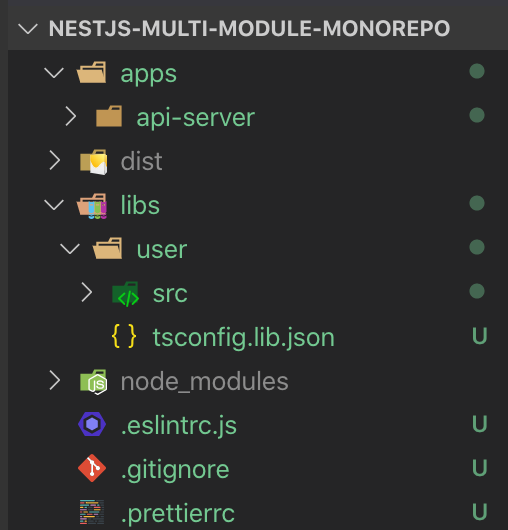 NESTJS-MULTI-MODULE-MONOREPO
apps
api-server
dist
libs
user
src
{ } tsconfig.lib.json U
node_modules
.eslintrc.js U
.gitignore U
.prettierrc U